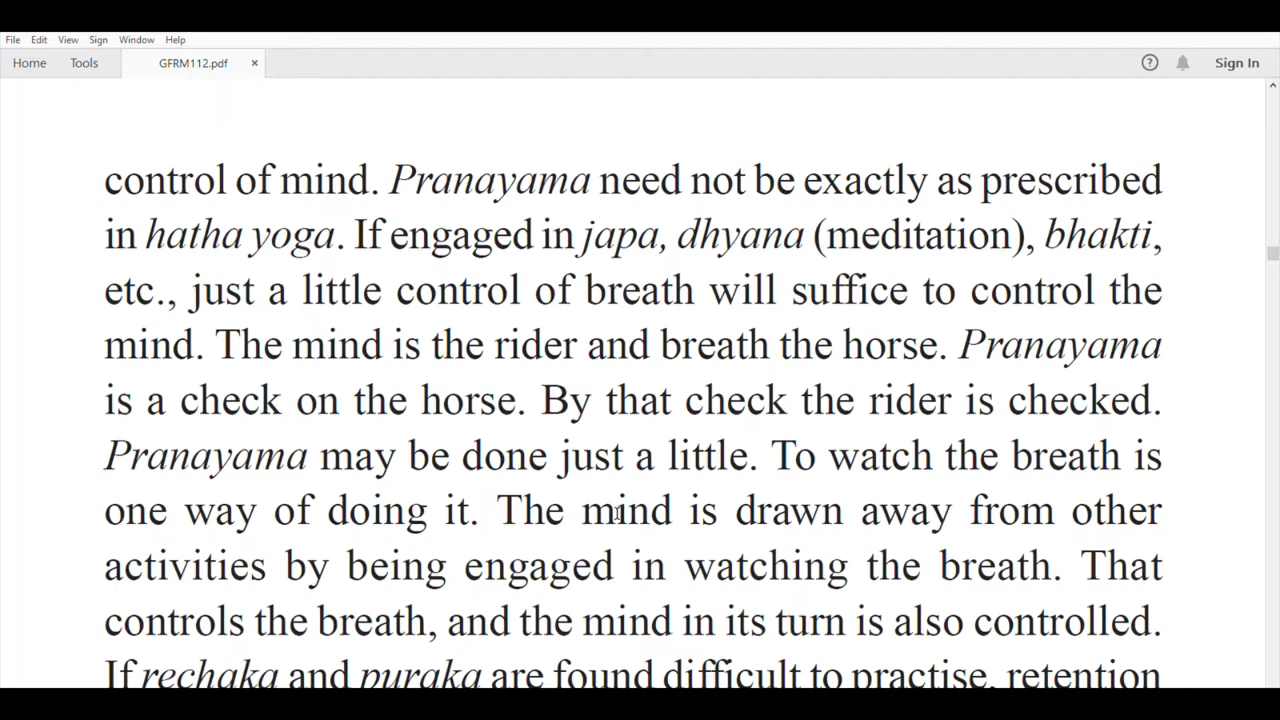 File Edit View Sign Window Help
Home Tools GFRM112.pdf × ? Sign In
control of mind. Pranayama need not be exactly as prescribed
in hatha yoga. If engaged in japa, dhyana (meditation), bhakti,
etc., just a little control of breath will suffice to control the
mind. The mind is the rider and breath the horse. Pranayama
is a check on the horse. By that check the rider is checked.
Pranayama may be done just a little. To watch the breath is
one way of doing it. The mind is drawn away from other
activities by being engaged in watching the breath. That
controls the breath, and the mind in its turn is also controlled.
If rechaka and puraka are found difficult to practise, retention